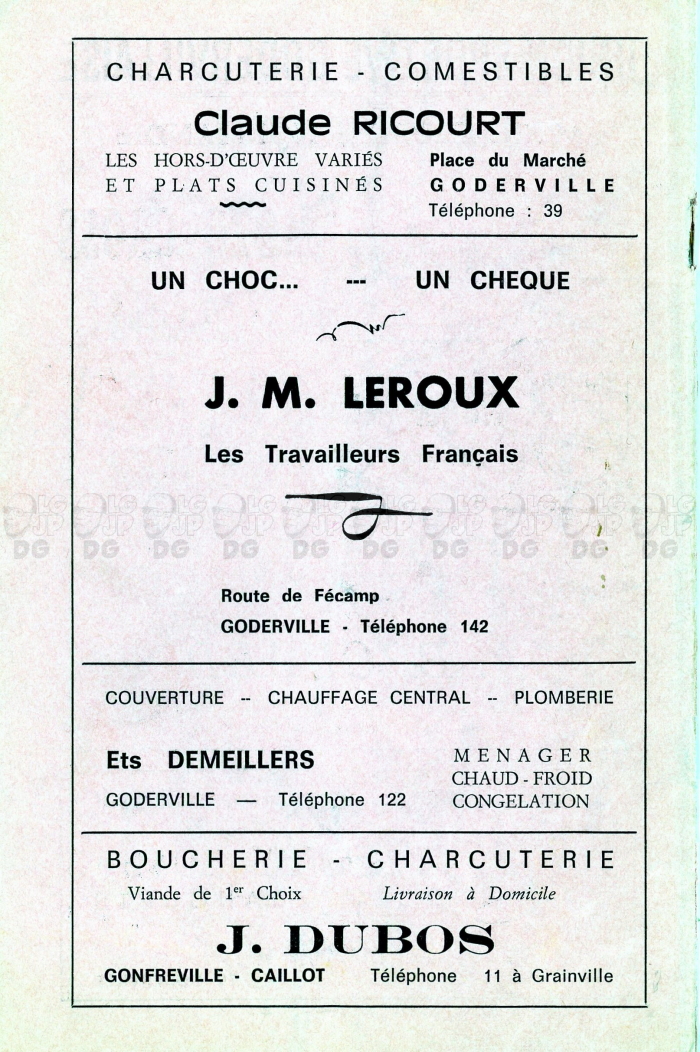 CHARCUTERIE - COMESTIBLES
Claude RICOURT
LES HORS-D'ŒUVRE VARIÉS
ET PLATS CUISINÉS
Place du Marché
GODERVILLE
Téléphone : 39
UN CHOC... --- UN CHEQUE
J. M. LEROUX
Les Travailleurs Français
Route de Fécamp
GODERVILLE - Téléphone 142
COUVERTURE -- CHAUFFAGE CENTRAL -- PLOMBERIE
Ets DEMEILLERS
GODERVILLE — Téléphone 122
MENAGER
CHAUD - FROID
CONGELATION
BOUCHERIE - CHARCUTERIE
Viande de 1er Choix Livraison à Domicile
J. DUBOS
GONFREVILLE - CAILLOT Téléphone 11 à Grainville